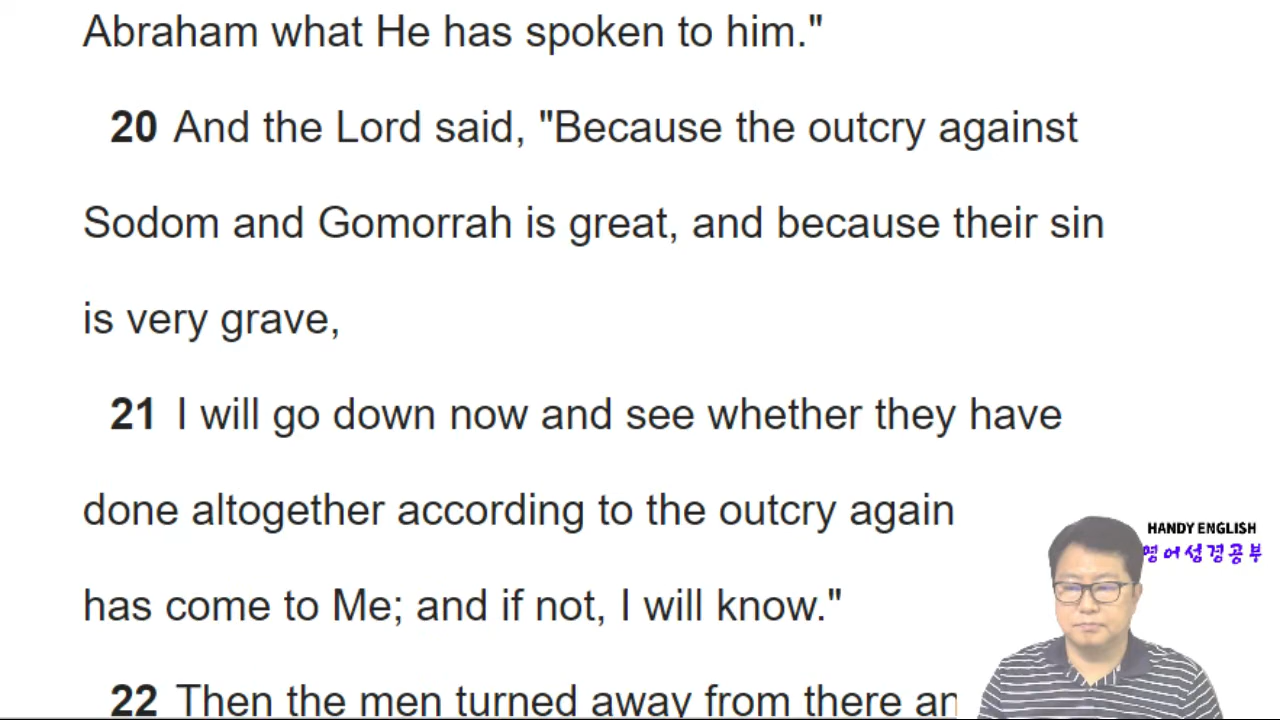 Abraham what He has spoken to him."
20 And the Lord said, "Because the outcry against
Sodom and Gomorrah is great, and because their sin
is very grave,
21 I will go down now and see whether they have
done altogether according to the outcry again
has come to Me; and if not, I will know."
22 Then the men turned away from there an
HANDY ENGLISH
영어성경공부